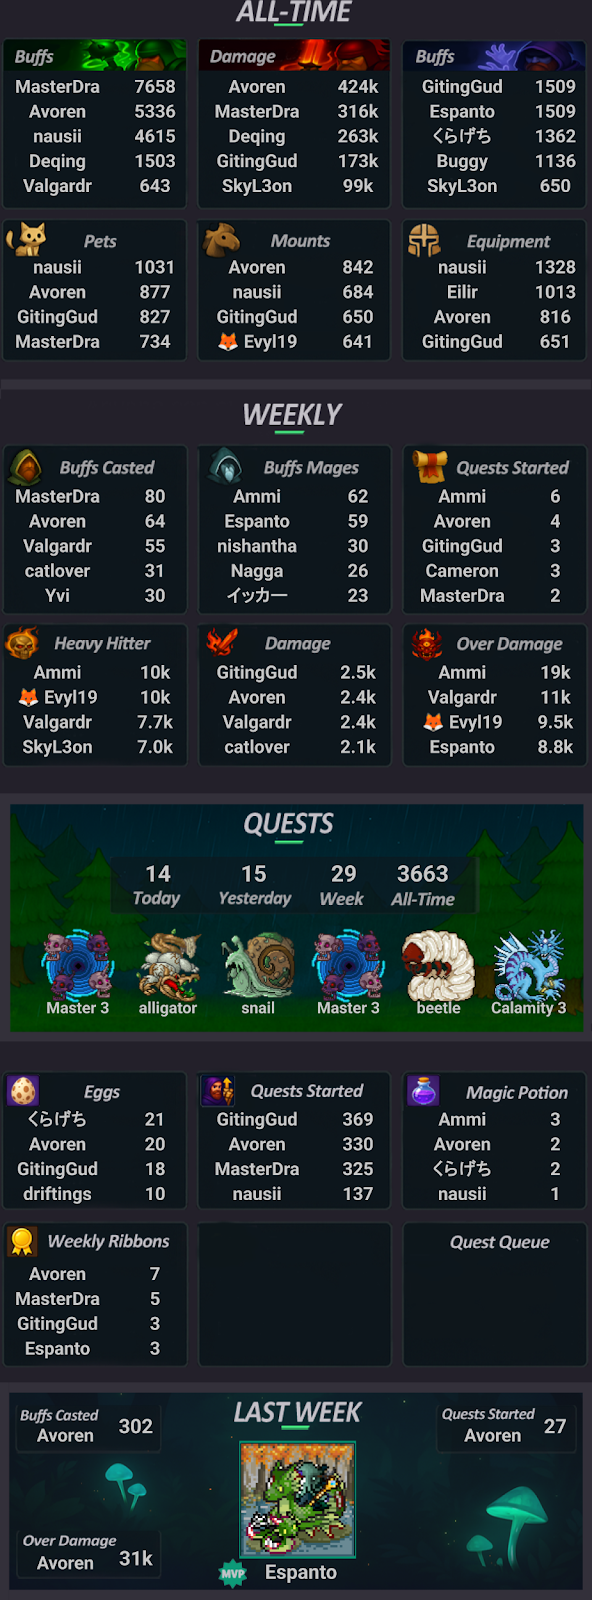 ALL-TIME
Buffs
MasterDra 7658
Avoren 5336
nausii 4615
Deqing 1503
Valgardr 643
Damage
Avoren 424k
MasterDra 316k
Deqing 263k
GitingGud 173k
SkyL3on 99k
Buffs
GitingGud 1509
Espanto 1509
くらげち 1362
Buggy 1136
SkyL3on 650
Pets
nausii 1031
Avoren 877
GitingGud 827
MasterDra 734
Mounts
Avoren 842
nausii 684
GitingGud 650
🦊 Evyl19 641
Equipment
nausii 1328
Eilir 1013
Avoren 816
GitingGud 651
WEEKLY
Buffs Casted
MasterDra 80
Avoren 64
Valgardr 55
catlover 31
Yvi 30
Buffs Mages
Ammi 62
Espanto 59
nishantha 30
Nagga 26
イッカー 23
Quests Started
Ammi 6
Avoren 4
GitingGud 3
Cameron 3
MasterDra 2
Heavy Hitter
Ammi 10k
🦊 Evyl19 10k
Valgardr 7.7k
SkyL3on 7.0k
Damage
GitingGud 2.5k
Avoren 2.4k
Valgardr 2.4k
catlover 2.1k
Over Damage
Ammi 19k
Valgardr 11k
🦊 Evyl19 9.5k
Espanto 8.8k
QUESTS
14 15 29 3663
Today Yesterday Week All-Time
Master 3 alligator snail Master 3 beetle Calamity 3
Eggs
くらげち 21
Avoren 20
GitingGud 18
driftings 10
Quests Started
GitingGud 369
Avoren 330
MasterDra 325
nausii 137
Magic Potion
Ammi 3
Avoren 2
くらげち 2
nausii 1
Weekly Ribbons
Avoren 7
MasterDra 5
GitingGud 3
Espanto 3
Quest Queue
LAST WEEK
Buffs Casted
Avoren 302
Quests Started
Avoren 27
Over Damage
Avoren 31k
MVP Espanto